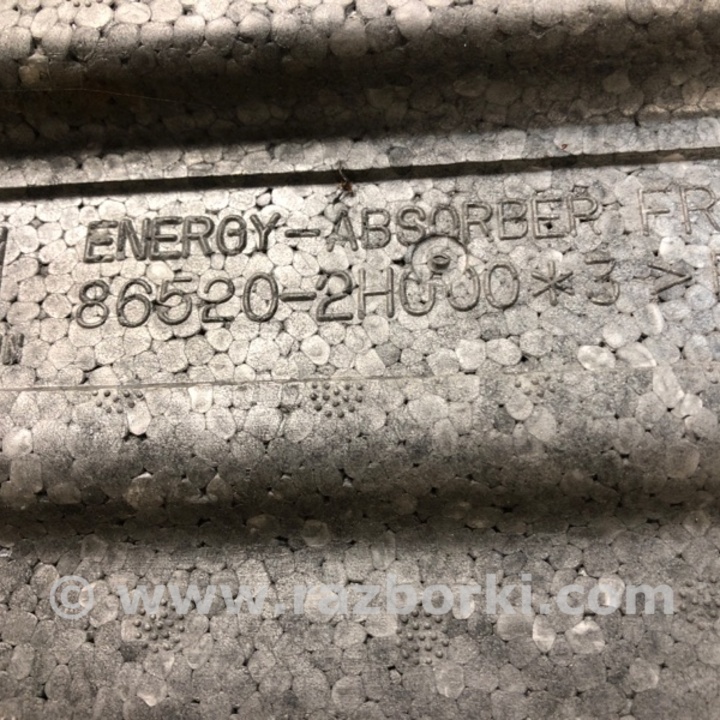 ENERGY-ABSORBER FR
86520-2H000*3 >
© www.razborki.com